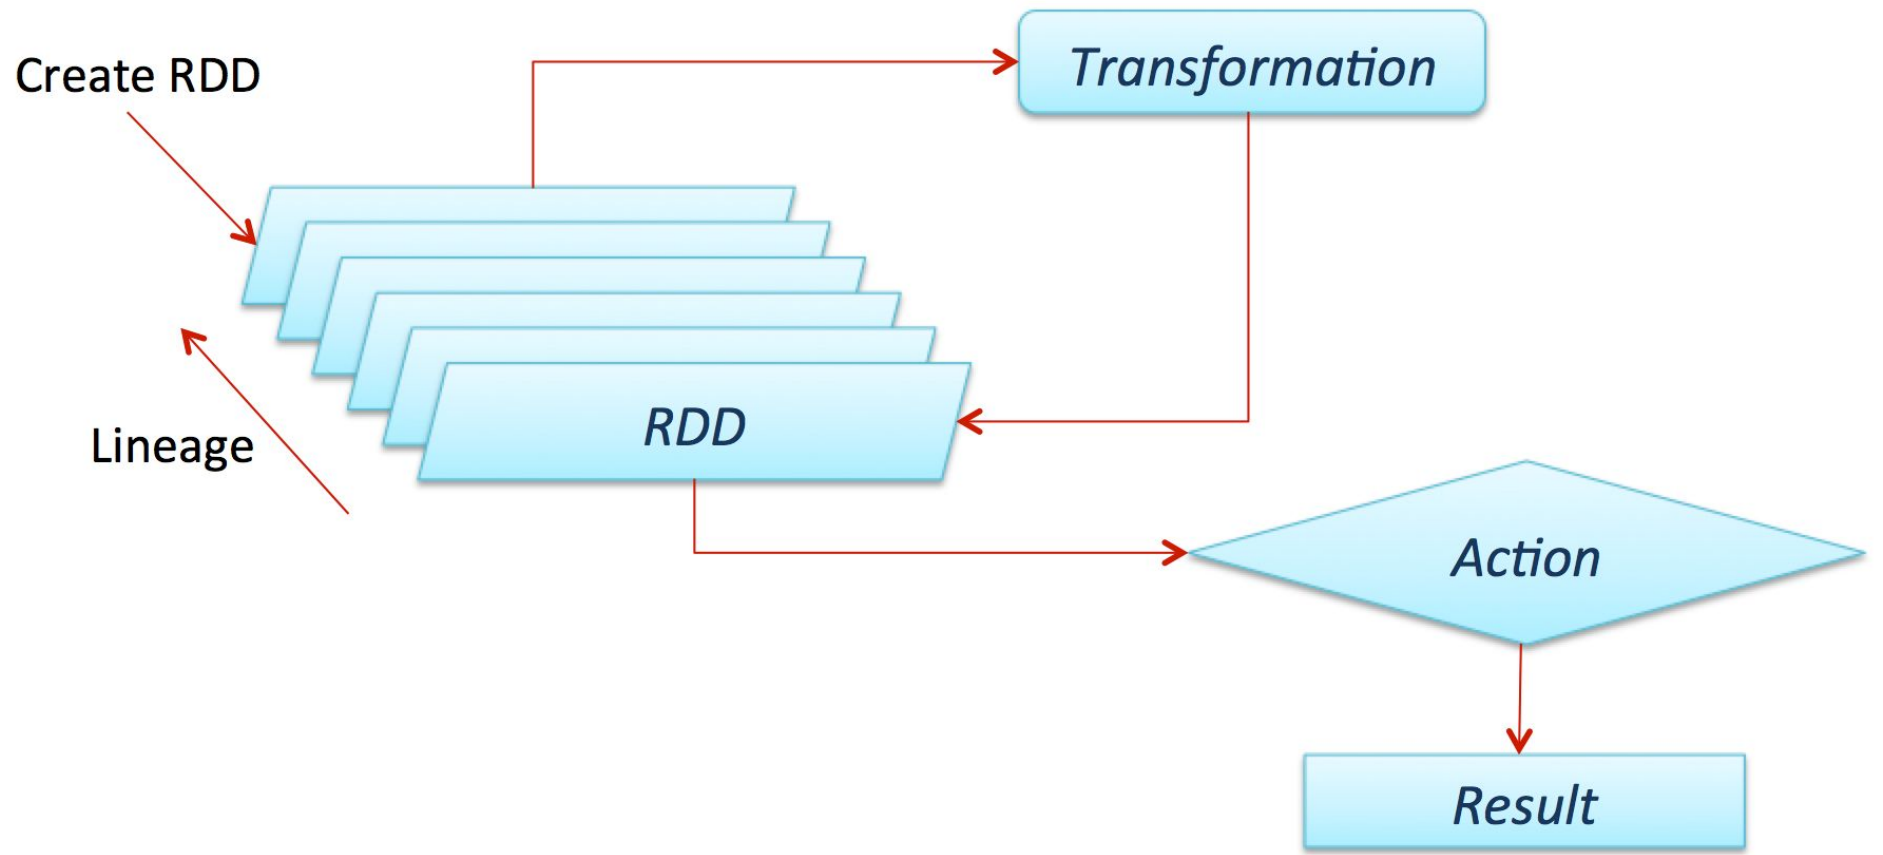 Create RDD
Transformation
RDD
Lineage
Action
Result